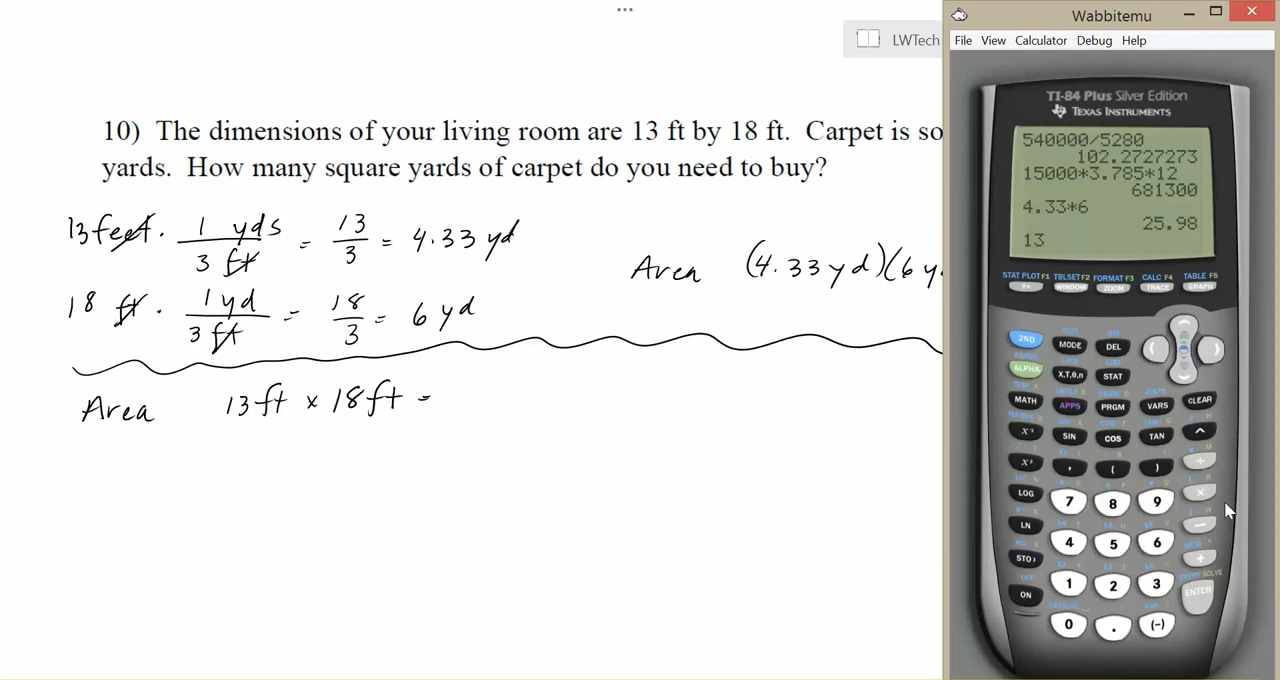 ...
LWTech
10) The dimensions of your living room are 13 ft by 18 ft. Carpet is so
yards. How many square yards of carpet do you need to buy?
13 feet · 1 yds / 3 ft = 13 / 3 = 4.33 yd
18 ft · 1 yd / 3 ft = 18 / 3 = 6 yd
Area (4.33 yd)(6 y
Area 13 ft × 18 ft =
Wabbitemu
File View Calculator Debug Help
TI-84 Plus Silver Edition
TEXAS INSTRUMENTS
540000/5280
102.2727273
15000*3.785*12
681300
4.33*6
25.98
13
STAT PLOT F1 TBLSET F2 FORMAT F3 CALC F4 TABLE F5
Y= WINDOW ZOOM TRACE GRAPH
2ND MODE DEL
ALPHA X,T,θ,n STAT
MATH APPS PRGM VARS CLEAR
X⁻¹ SIN COS TAN ^
X² , ( ) ÷
LOG 7 8 9 ×
LN 4 5 6 −
STO› 1 2 3 +
ON 0 . (-) ENTER